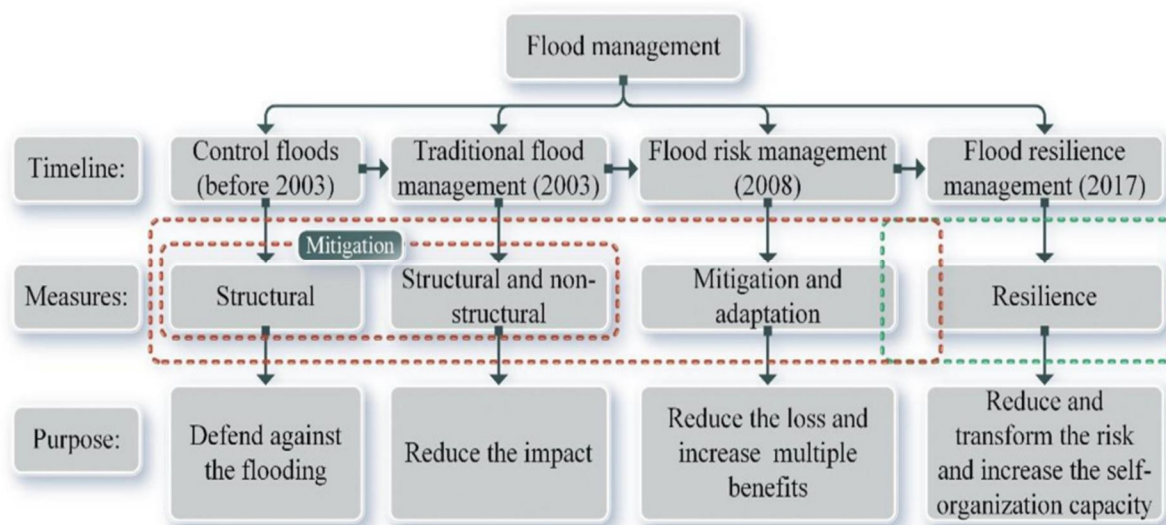 Flood management
Timeline:
Control floods
(before 2003)
Traditional flood
management (2003)
Flood risk management
(2008)
Flood resilience
management (2017)
Mitigation
Measures:
Structural
Structural and non-
structural
Mitigation and
adaptation
Resilience
Purpose:
Defend against
the flooding
Reduce the impact
Reduce the loss and
increase multiple
benefits
Reduce and
transform the risk
and increase the self-
organization capacity